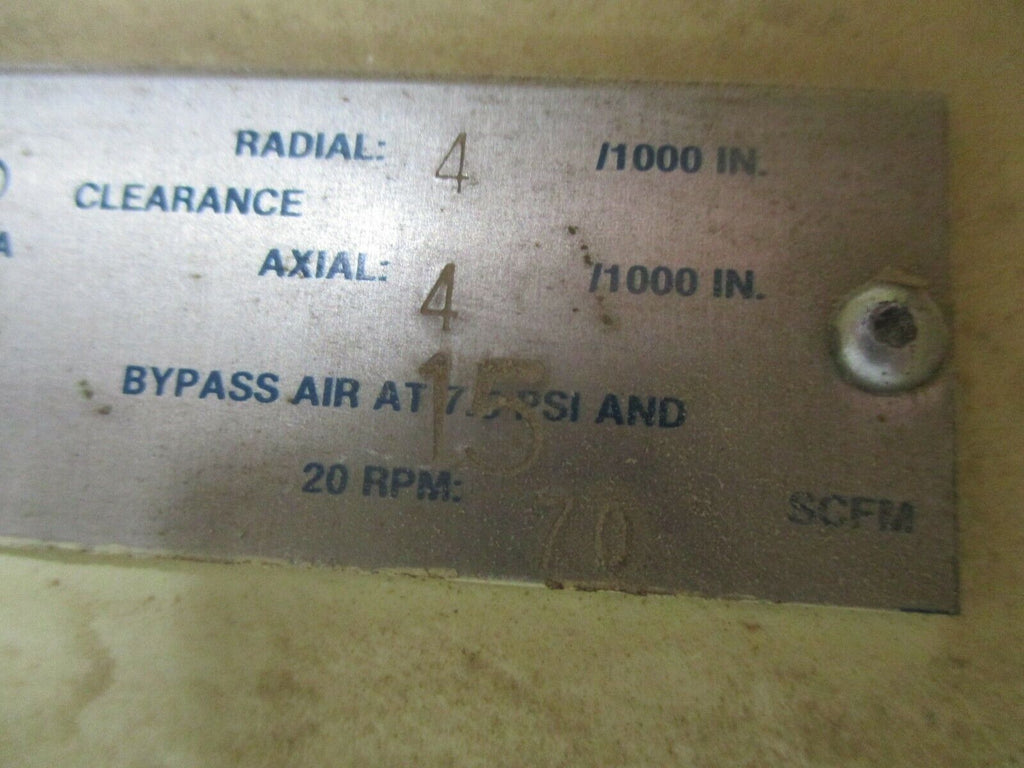 RADIAL: 4 /1000 IN.
CLEARANCE
A
AXIAL: 4 /1000 IN.
15
BYPASS AIR AT PSI AND
20 RPM: 70 SCFM